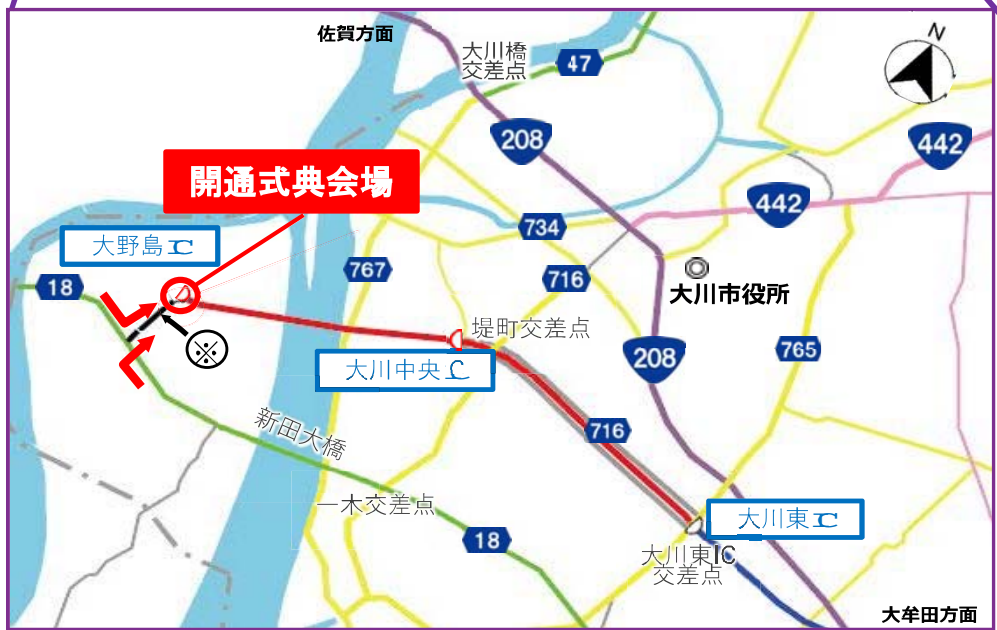 佐賀方面
大川橋
交差点
47
N
208
442
開通式典会場
442
大野島IC
734
767
716
18
大川市役所
※
堤町交差点
208
765
大川中央IC
716
新田大橋
一木交差点
大川東IC
18
大川東IC
交差点
大牟田方面